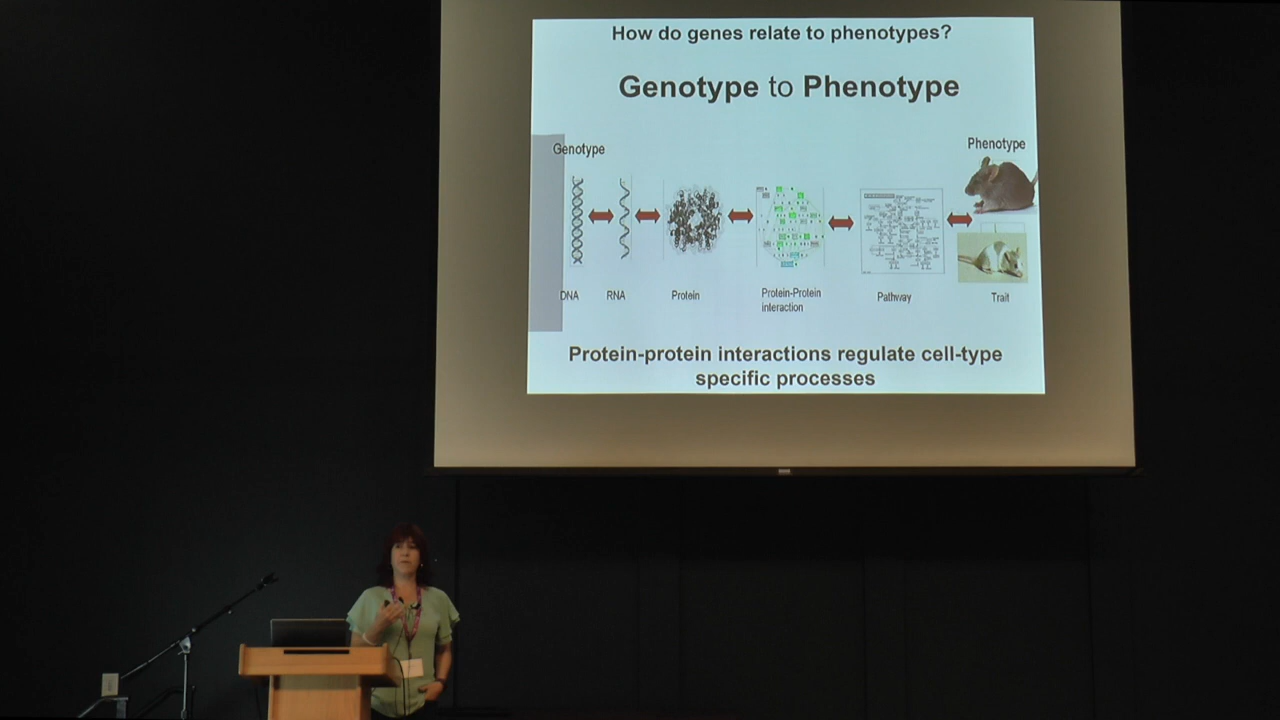 How do genes relate to phenotypes?
Genotype to Phenotype
Genotype
Phenotype
DNA
RNA
Protein
Protein-Protein
interaction
Pathway
Trait
Protein-protein interactions regulate cell-type
specific processes